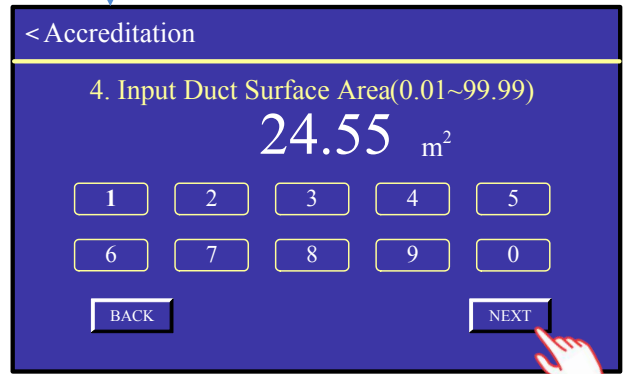 < Accreditation
4. Input Duct Surface Area(0.01~99.99)
24.55 m²
1 2 3 4 5
6 7 8 9 0
BACK NEXT